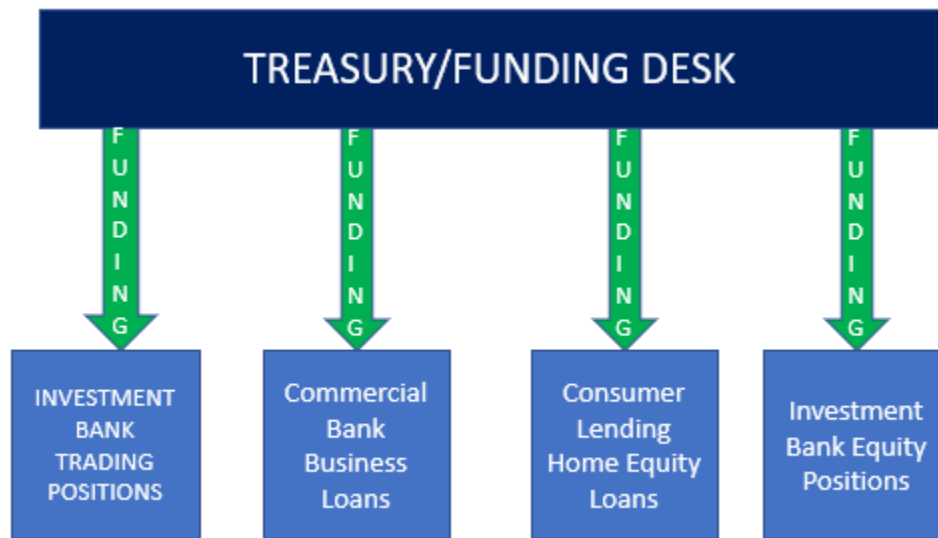 TREASURY/FUNDING DESK
FUNDING
FUNDING
FUNDING
FUNDING
INVESTMENT
BANK
TRADING
POSITIONS
Commercial
Bank
Business
Loans
Consumer
Lending
Home Equity
Loans
Investment
Bank Equity
Positions